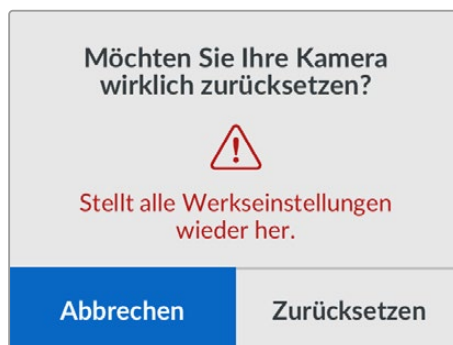 Möchten Sie Ihre Kamera
wirklich zurücksetzen?
Stellt alle Werkseinstellungen
wieder her.
Abbrechen
Zurücksetzen